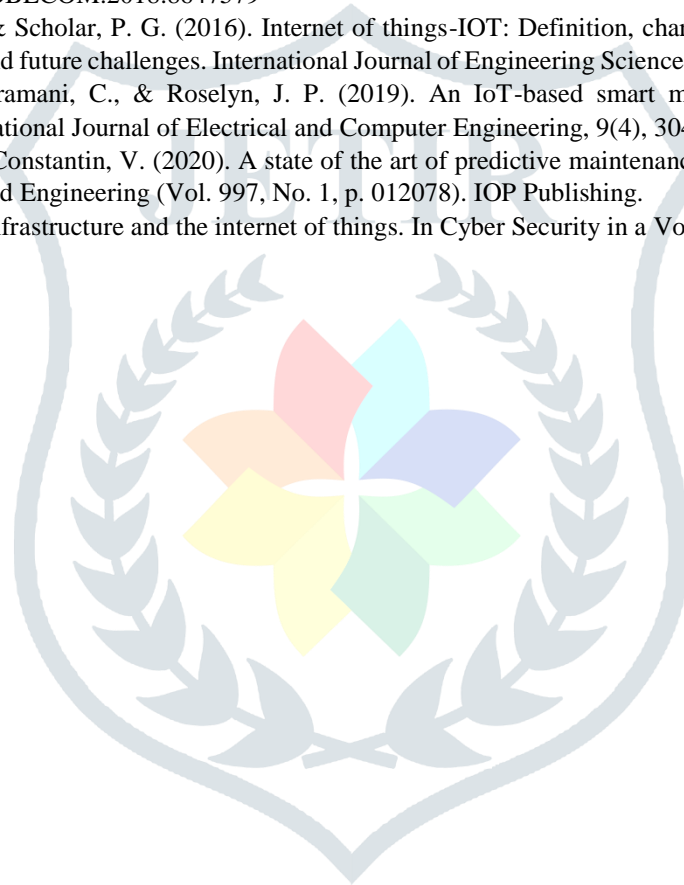 & Scholar, P. G. (2016). Internet of things-IOT: Definition, char
d future challenges. International Journal of Engineering Science
ramani, C., & Roselyn, J. P. (2019). An IoT-based smart m
ational Journal of Electrical and Computer Engineering, 9(4), 304
Constantin, V. (2020). A state of the art of predictive maintenanc
d Engineering (Vol. 997, No. 1, p. 012078). IOP Publishing.
nfrastructure and the internet of things. In Cyber Security in a Vo
JETIR